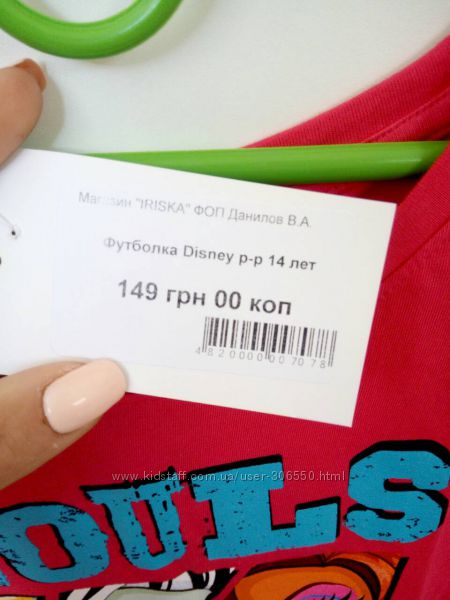 Магазин "IRISKA" ФОП Данилов В.А.
Футболка Disney р-р 14 лет
149 грн 00 коп
4820000007078
www.kidstaff.com.ua/user-306550.html
OULS